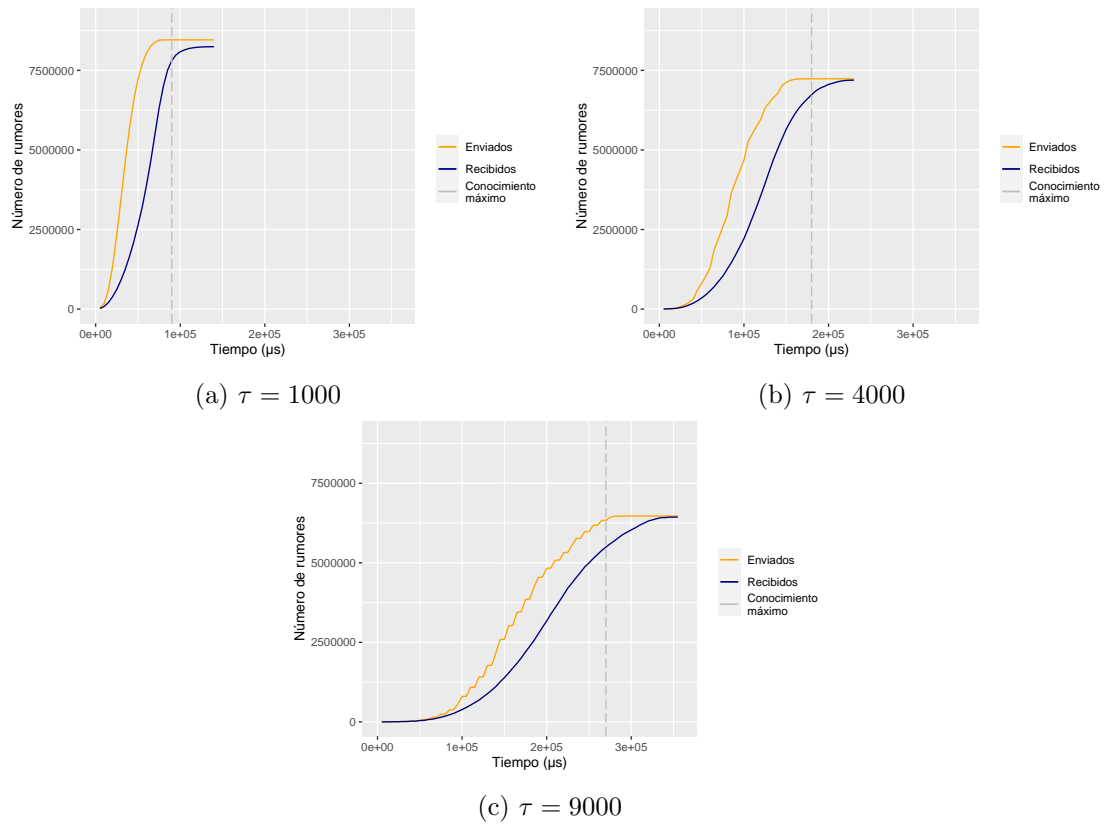 Número de rumores
7500000
5000000
2500000
0
0e+00 1e+05 2e+05 3e+05
Tiempo (µs)
Enviados
Recibidos
Conocimiento
máximo
(a) τ = 1000
Número de rumores
7500000
5000000
2500000
0
0e+00 1e+05 2e+05 3e+05
Tiempo (µs)
Enviados
Recibidos
Conocimiento
máximo
(b) τ = 4000
Número de rumores
7500000
5000000
2500000
0
0e+00 1e+05 2e+05 3e+05
Tiempo (µs)
Enviados
Recibidos
Conocimiento
máximo
(c) τ = 9000